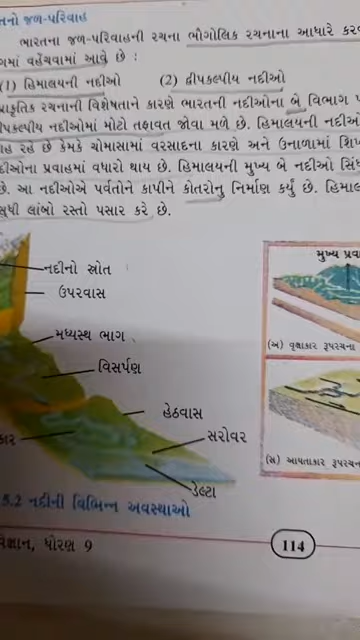 તનો જળ-પરિવાહ
ભારતના જળ-પરિવાહની રચના ભૌગોલિક રચનાના આધારે કર
ગમાં વહેંચવામાં આવે છે :
(1) હિમાલયની નદીઓ (2) દ્વીપકલ્પીય નદીઓ
પ્રાકૃતિક રચનાની વિશેષતાને કારણે ભારતની નદીઓના બે વિભાગ
પકલ્પીય નદીઓમાં મોટો તફાવત જોવા મળે છે. હિમાલયની નદીઓ
રહે છે કેમકે ચોમાસામાં વરસાદના કારણે અને ઉનાળામાં
દીઓના પ્રવાહમાં વધારો થાય છે. હિમાલયની મુખ્ય બે નદીઓ સિંધ
છે. આ નદીઓએ પર્વતોને કાપીને કોતરોનુ નિર્માણ કર્યું છે. હિમાલ
સુધી લાંબો રસ્તો પસાર કરે છે.
નદીનો સ્રોત
ઉપરવાસ
મધ્યસ્થ ભાગ
વિસર્પણ
હેઠવાસ
કાર
સરોવર
ડેલ્ટા
5.2 નદીની વિભિન્ન અવસ્થાઓ
મુખ્ય પ્રવા
(અ) વૃક્ષાકાર રૂપરચના
(સ) આયતાકાર રૂપરચન
વિજ્ઞાન, ધોરણ 9
114